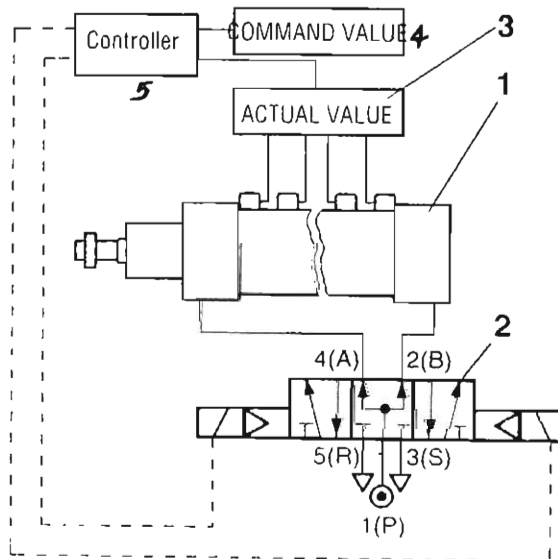 COMMAND VALUE 4
Controller
5
3
ACTUAL VALUE
1
4(A) 2(B) 2
5(R) 3(S)
1(P)